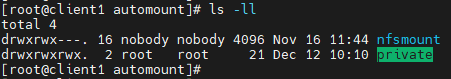 [root@client1 automount]# ls -ll
total 4
drwxrwx---. 16 nobody nobody 4096 Nov 16 11:44 nfsmount
drwxrwxrwx.  2 root   root     21 Dec 12 10:10 private
[root@client1 automount]#